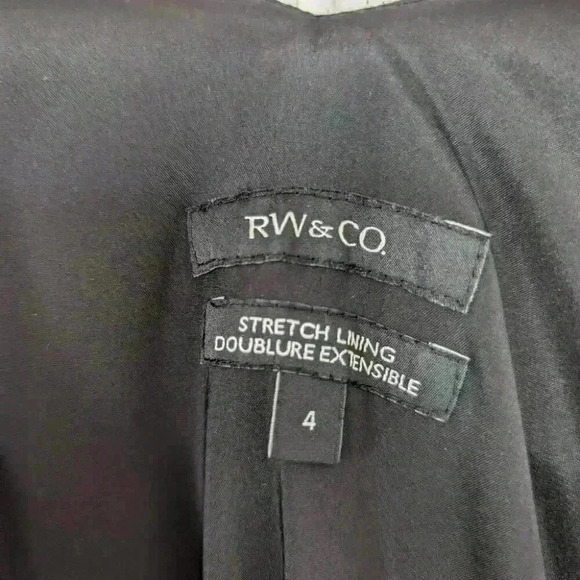 RW&CO.
STRETCH LINING
DOUBLURE EXTENSIBLE
4